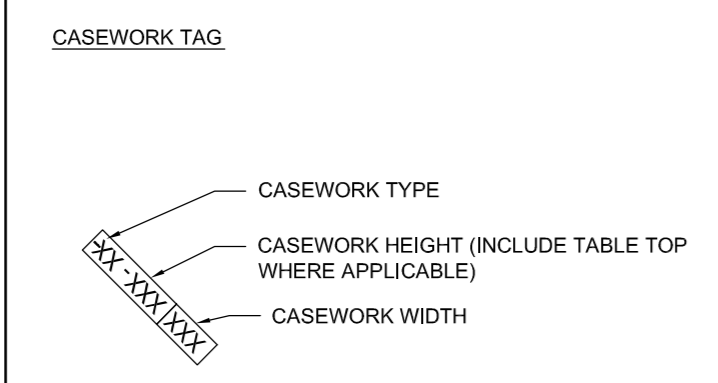 CASEWORK TAG
CASEWORK TYPE
CASEWORK HEIGHT (INCLUDE TABLE TOP
WHERE APPLICABLE)
CASEWORK WIDTH
-XX -XXX XXX